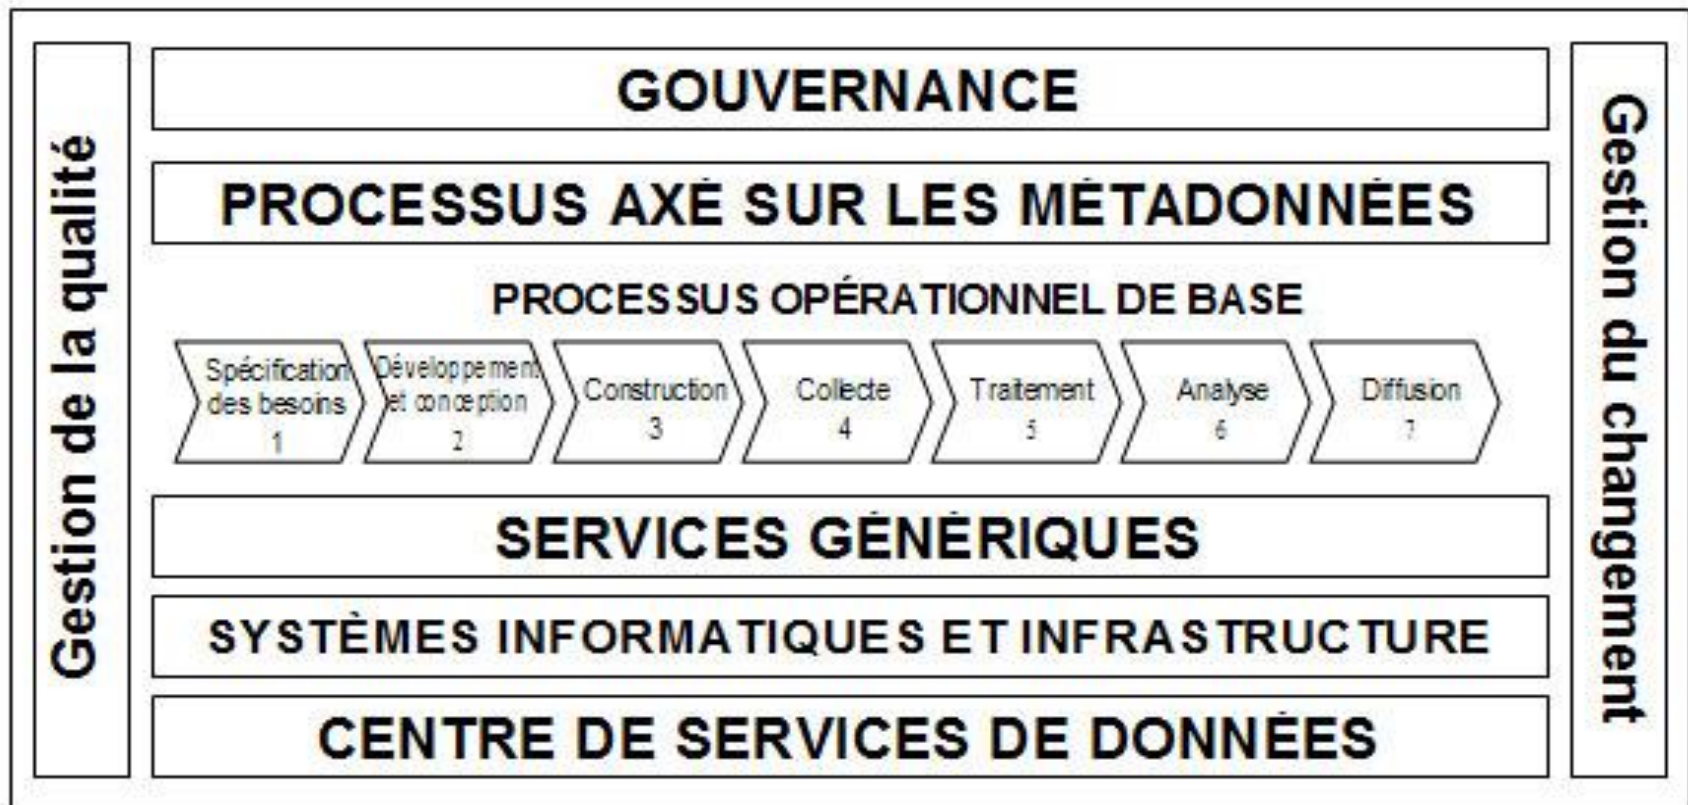 Gestion de la qualité
GOUVERNANCE
PROCESSUS AXÉ SUR LES MÉTADONNÉES
PROCESSUS OPÉRATIONNEL DE BASE
Spécification
des besoins
1
Développement
et conception
2
Construction
3
Collecte
4
Traitement
5
Analyse
6
Diffusion
7
SERVICES GÉNÉRIQUES
SYSTÈMES INFORMATIQUES ET INFRASTRUCTURE
CENTRE DE SERVICES DE DONNÉES
Gestion du changement